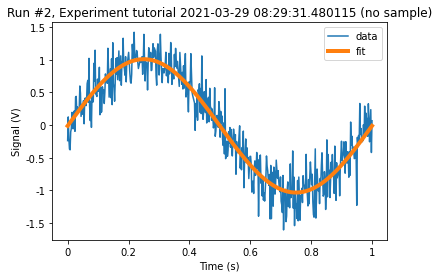 Run #2, Experiment tutorial 2021-03-29 08:29:31.480115 (no sample)
data
fit
1.5
1
0.5
0
-0.5
-1
-1.5
Signal (V)
0
0.2
0.4
0.6
0.8
1
Time (s)